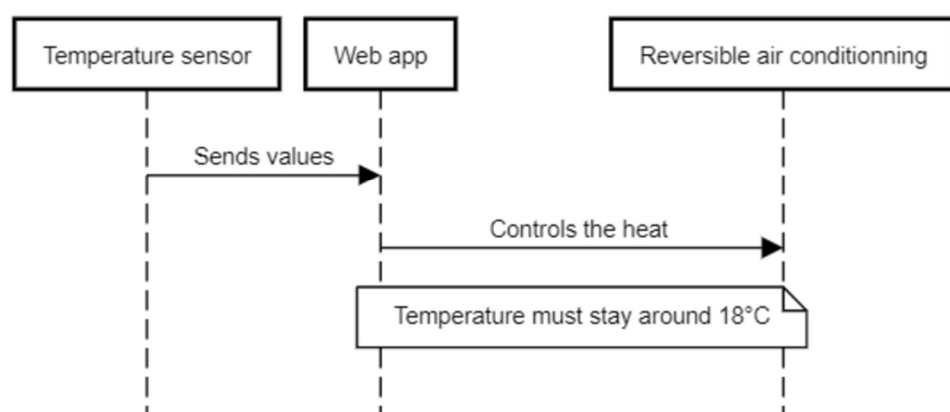 Temperature sensor
Web app
Reversible air conditionning
Sends values
Controls the heat
Temperature must stay around 18°C